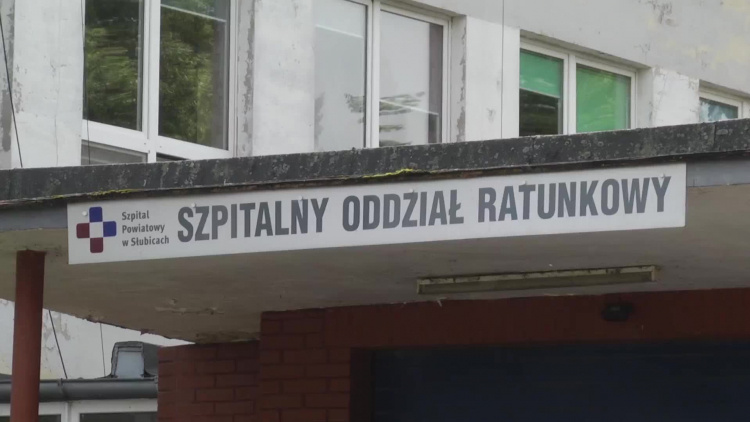 Szpital
Powiatowy
w Słubicach
SZPITALNY ODDZIAŁ RATUNKOWY